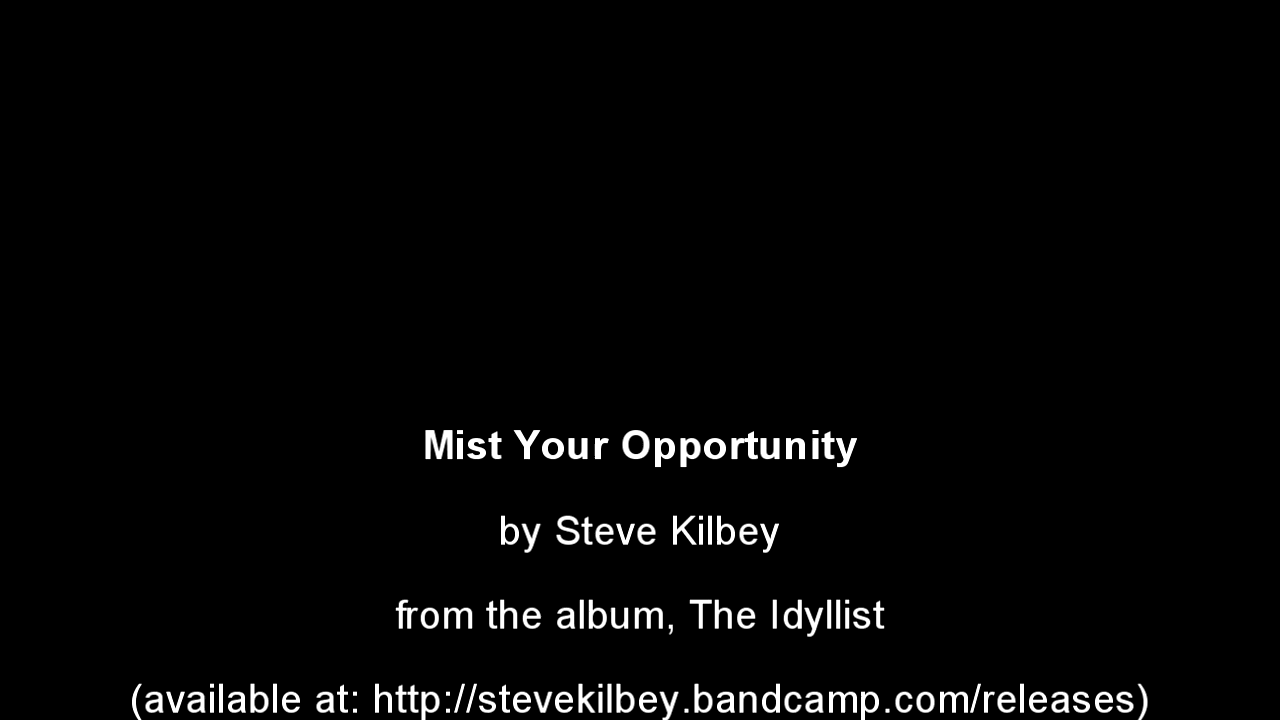 Mist Your Opportunity
by Steve Kilbey
from the album, The Idyllist
(available at: http://stevekilbey.bandcamp.com/releases)